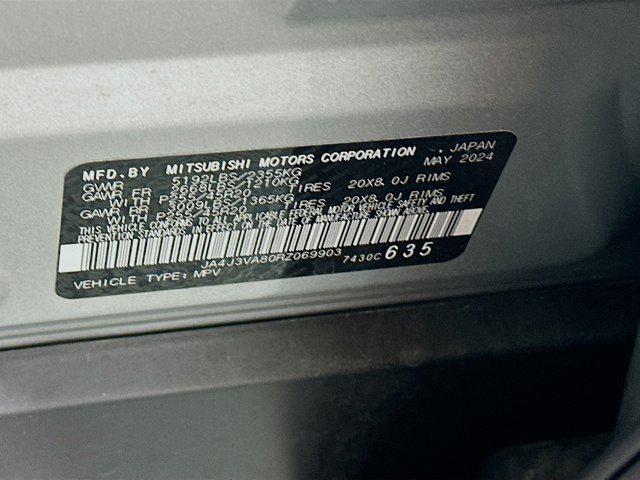 MFD.BY MITSUBISHI MOTORS CORPORATION . JAPAN
MAY 2024
GVWR 5192LBS/2355KG
GAWR FR 2668LBS/1210KG
WITH P255/45R20 TIRES 20X8.0J RIMS
GAWR RR 3009LBS/1365KG
WITH P255/45R20 TIRES 20X8.0J RIMS
THIS VEHICLE CONFORMS TO ALL APPLICABLE FEDERAL MOTOR VEHICLE SAFETY AND THEFT
PREVENTION STANDARDS IN EFFECT ON THE DATE OF MANUFACTURE SHOWN ABOVE.
JA4J3VA80RZ069903 7430C 635
VEHICLE TYPE: MPV